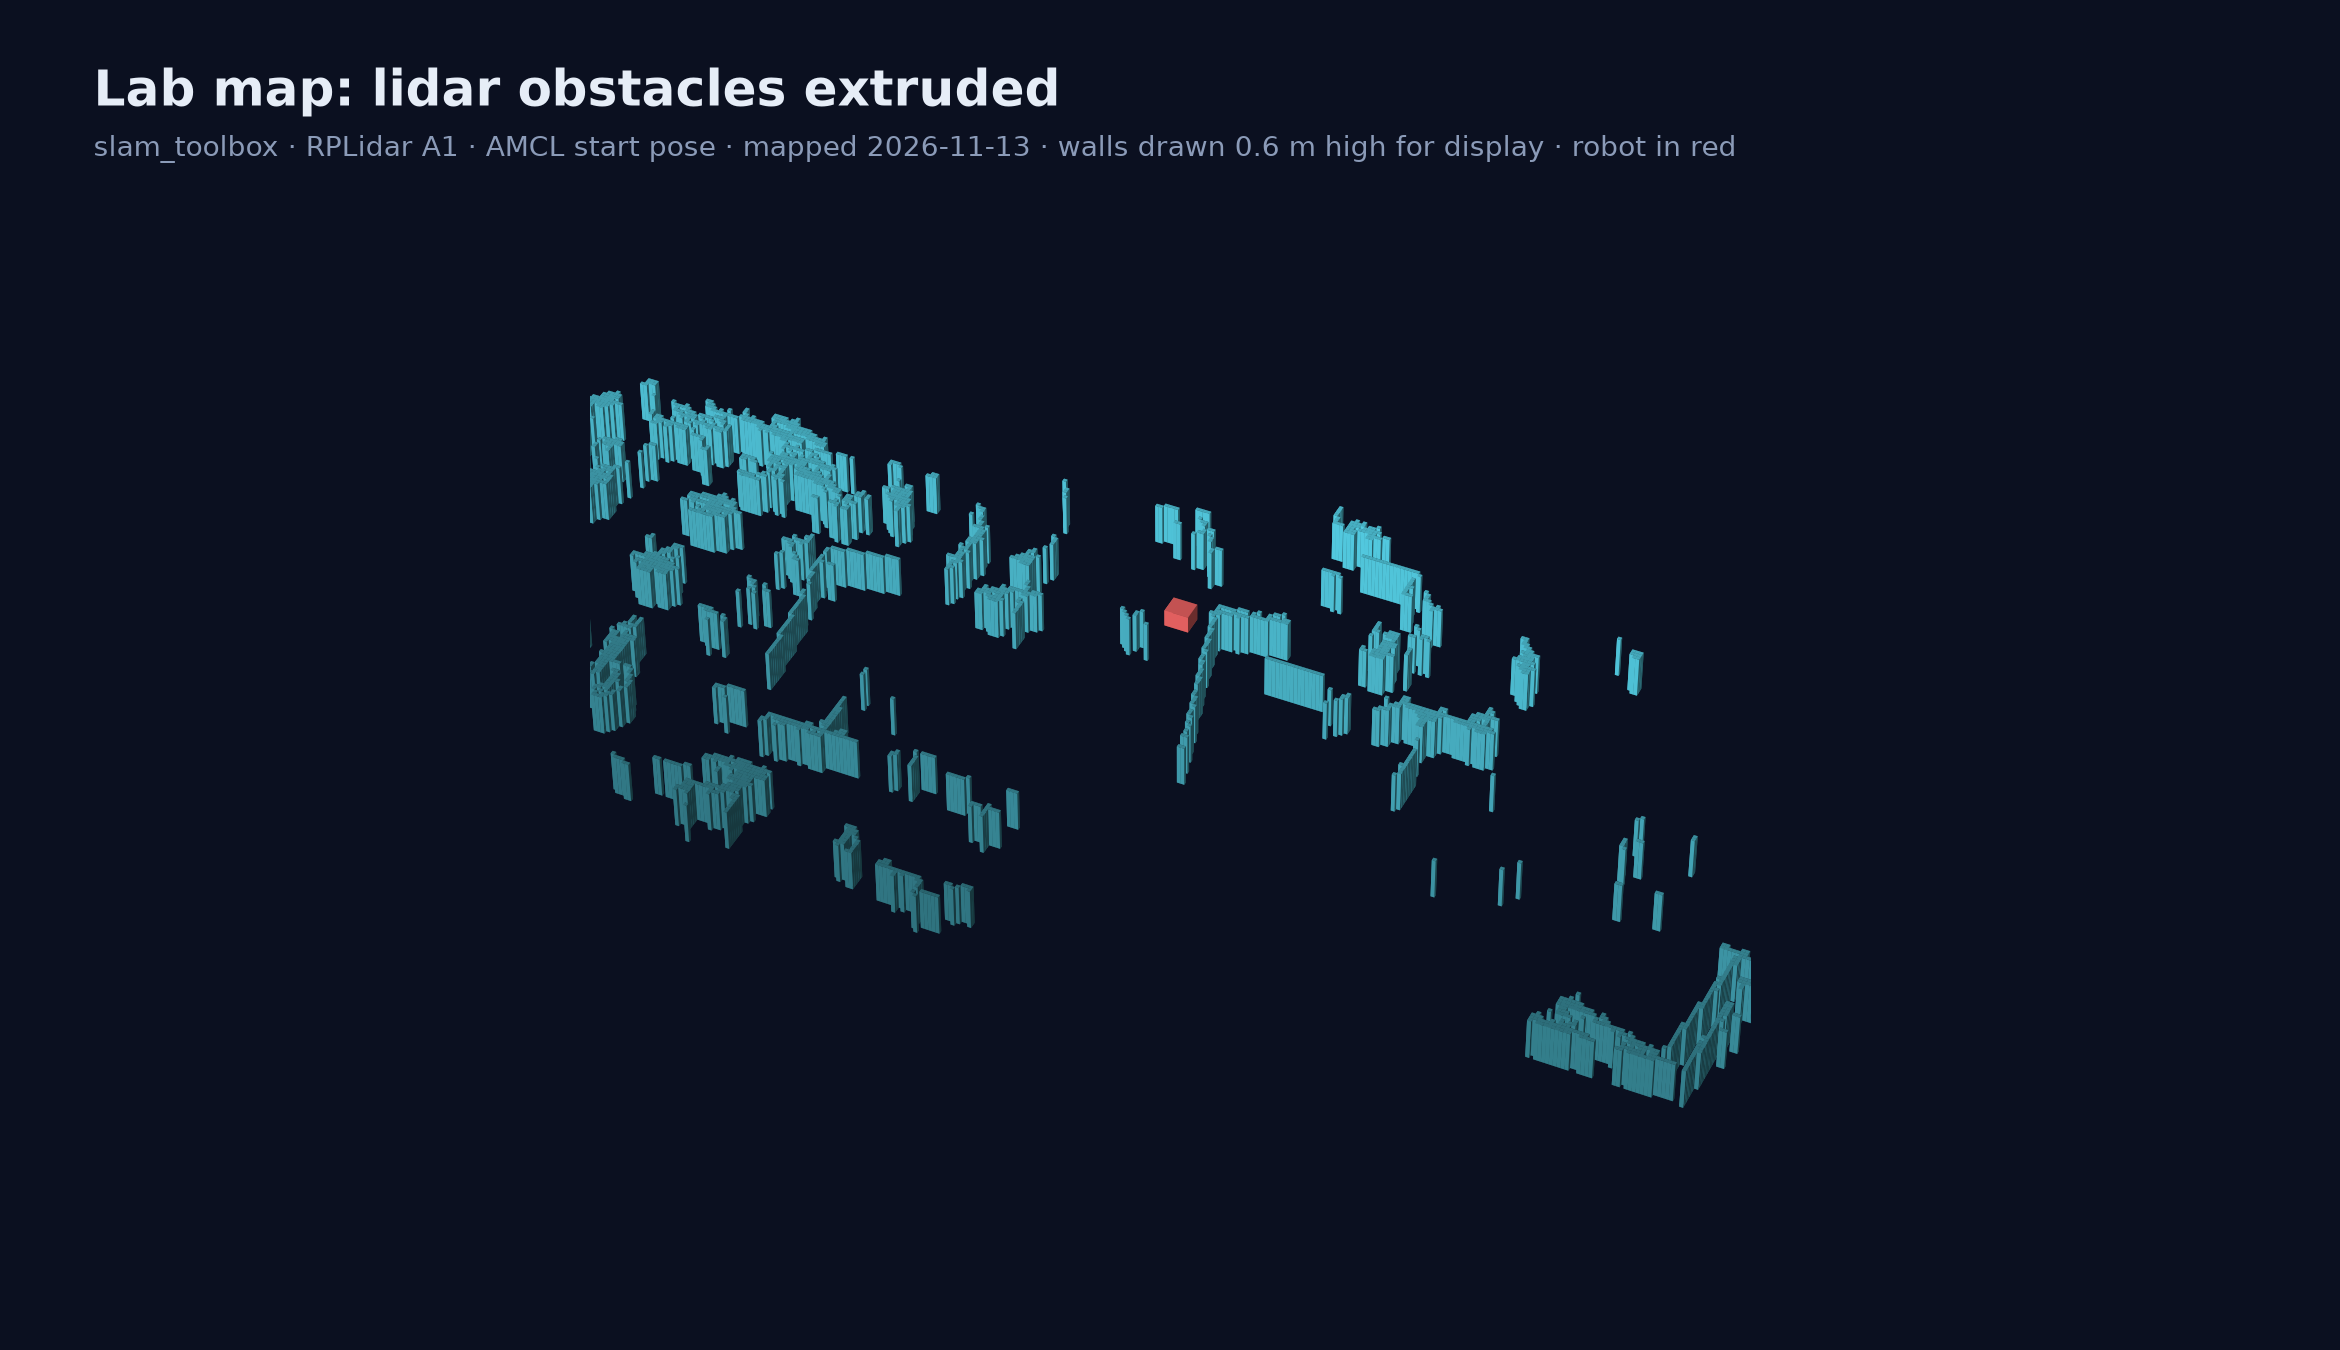 Lab map: lidar obstacles extruded
slam_toolbox · RPLidar A1 · AMCL start pose · mapped 2026-11-13 · walls drawn 0.6 m high for display · robot in red